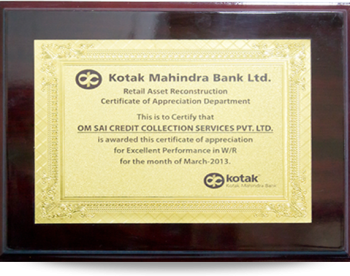 Kotak Mahindra Bank Ltd.
Retail Asset Reconstruction
Certificate of Appreciation Department
This is to Certify that
OM SAI CREDIT COLLECTION SERVICES PVT. LTD.
is awarded this certificate of appreciation
for Excellent Performance in W/R
for the month of March-2013.
kotak
Kotak Mahindra Bank